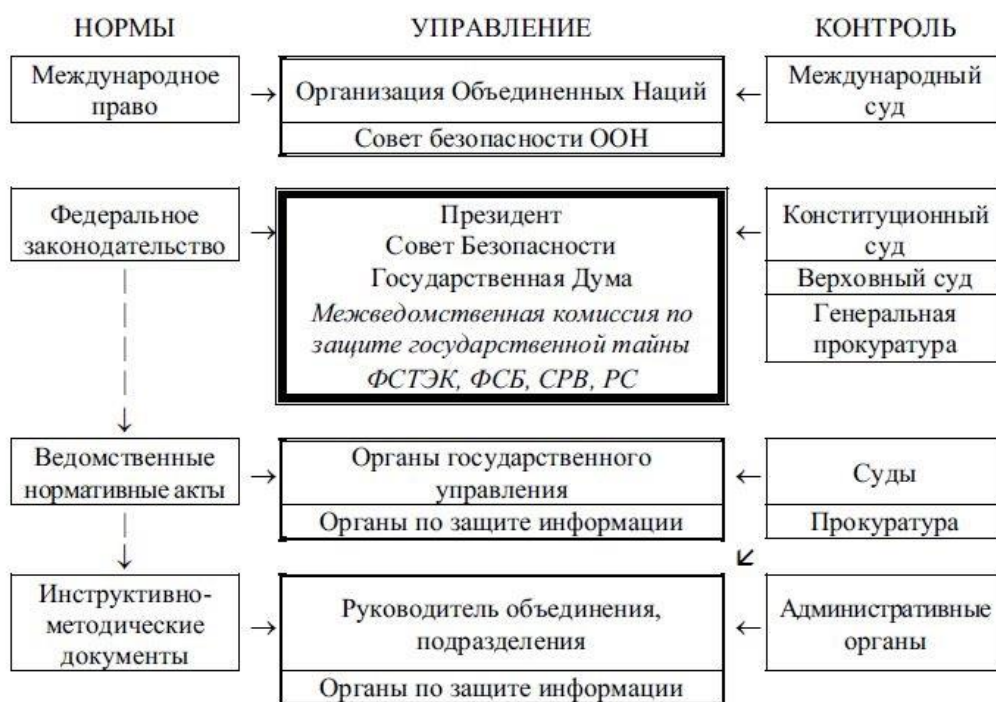 НОРМЫ УПРАВЛЕНИЕ КОНТРОЛЬ
Международное
право
Организация Объединенных Наций
Совет безопасности ООН
Международный
суд
Федеральное
законодательство
Президент
Совет Безопасности
Государственная Дума
Межведомственная комиссия по
защите государственной тайны
ФСТЭК, ФСБ, СРВ, РС
Конституционный
суд
Верховный суд
Генеральная
прокуратура
Ведомственные
нормативные акты
Органы государственного
управления
Органы по защите информации
Суды
Прокуратура
Инструктивно-
методические
документы
Руководитель объединения,
подразделения
Органы по защите информации
Административные
органы